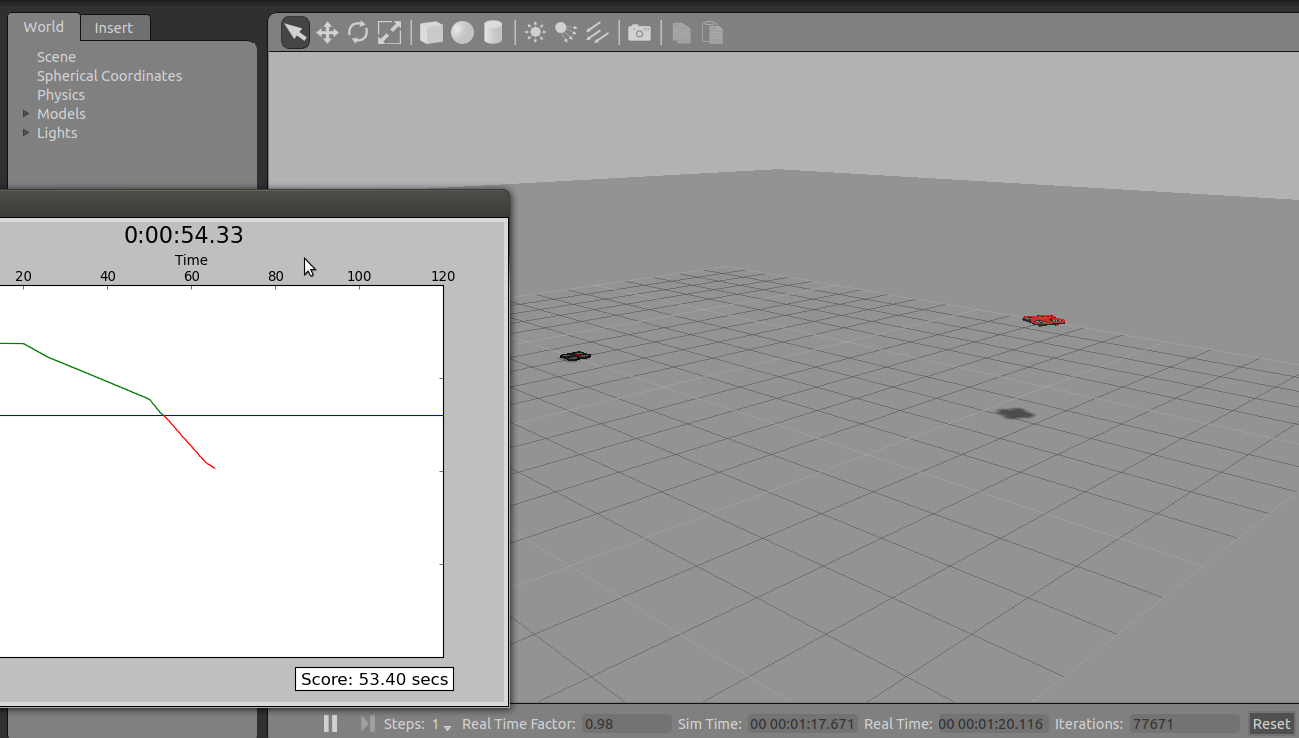 World Insert
Scene
Spherical Coordinates
Physics
Models
Lights
0:00:54.33
Time
20 40 60 80 100 120
Score: 53.40 secs
Steps: 1 Real Time Factor: 0.98 Sim Time: 00 00:01:17.671 Real Time: 00 00:01:20.116 Iterations: 77671 Reset